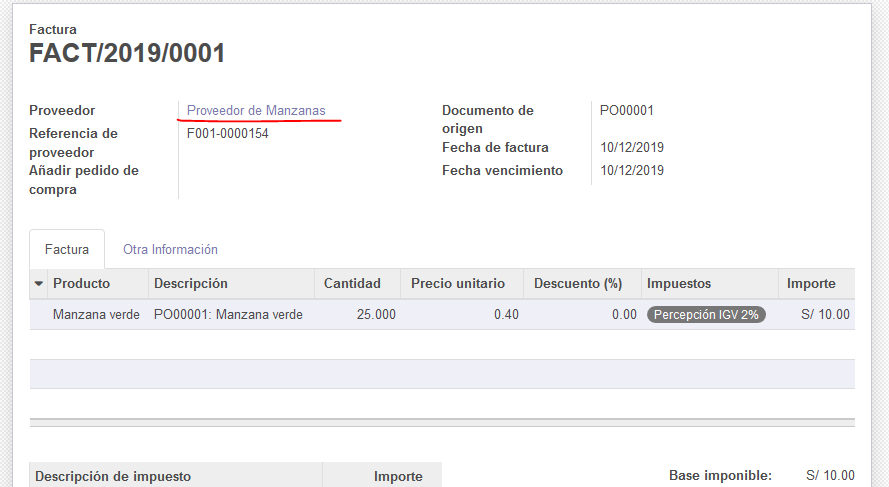 Factura
FACT/2019/0001
Proveedor Proveedor de Manzanas
Referencia de proveedor F001-0000154
Añadir pedido de compra
Documento de origen PO00001
Fecha de factura 10/12/2019
Fecha vencimiento 10/12/2019
Factura Otra Información
Producto Descripción Cantidad Precio unitario Descuento (%) Impuestos Importe
Manzana verde PO00001: Manzana verde 25.000 0.40 0.00 Percepción IGV 2% S/ 10.00
Descripción de impuesto Importe
Base imponible: S/ 10.00